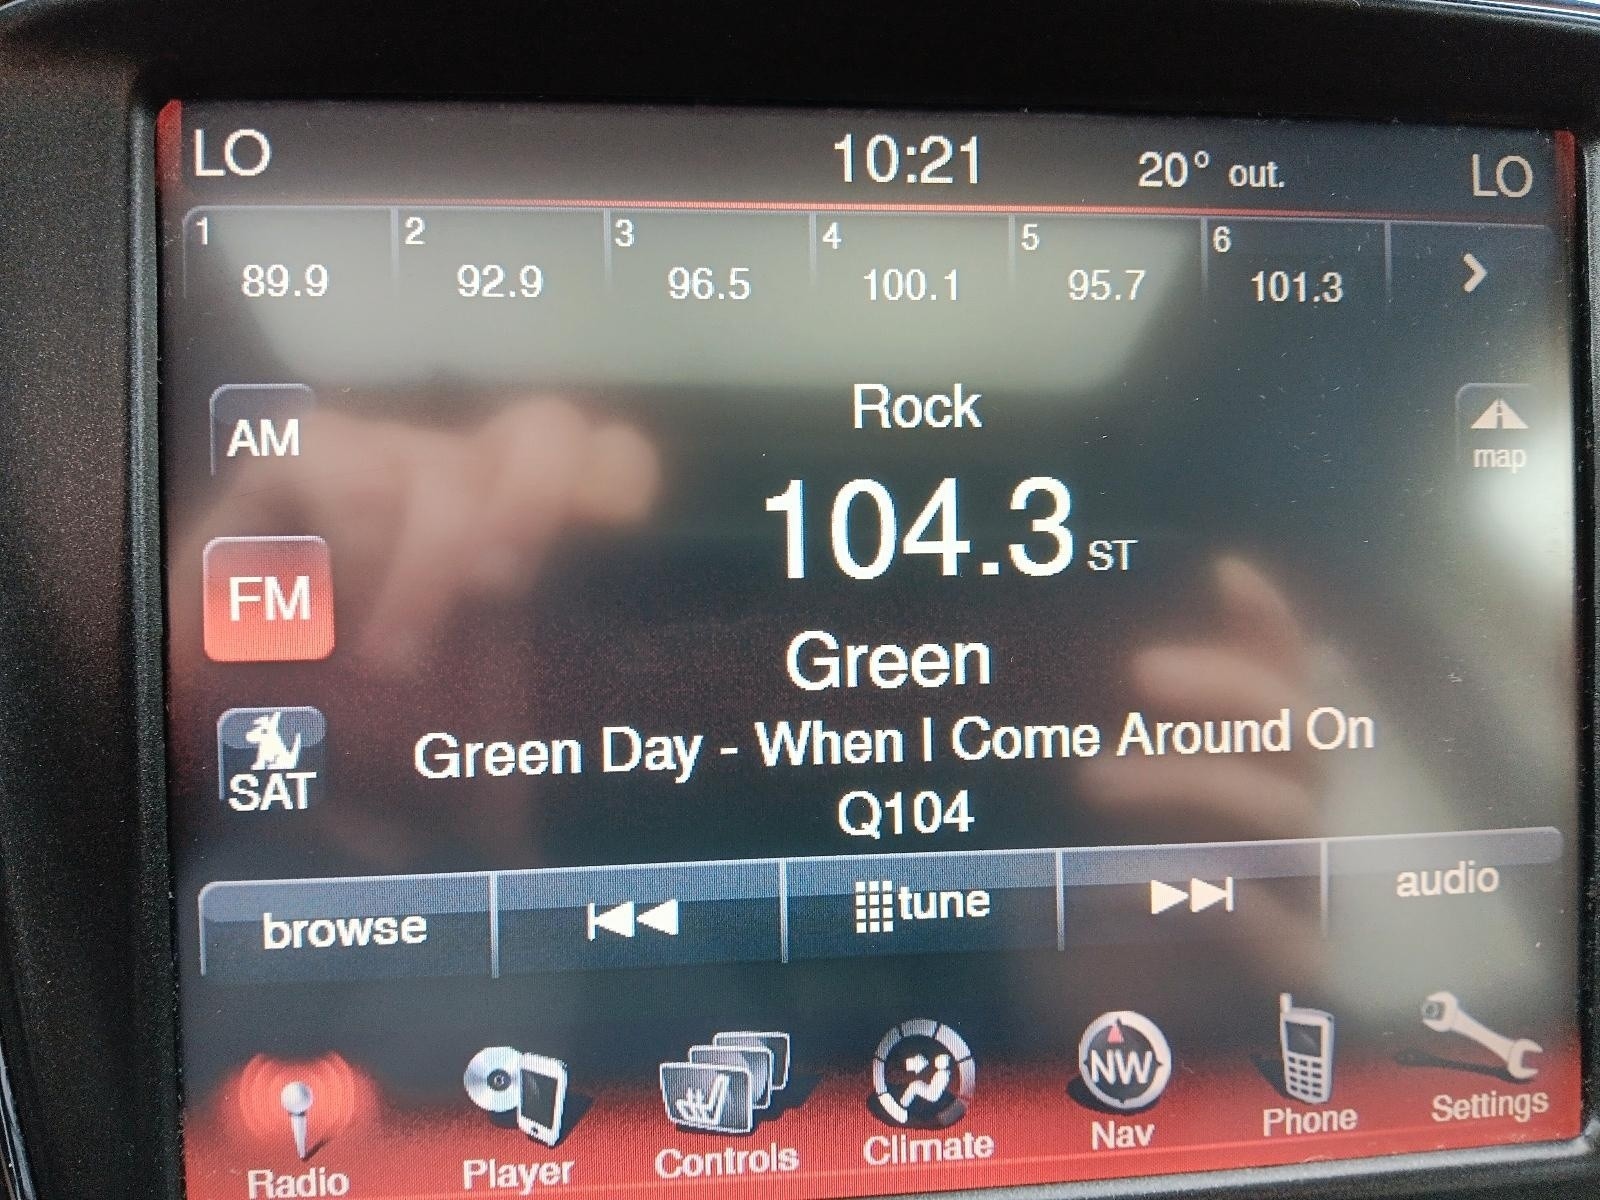 LO 10:21 20° out. LO
1 2 3 4 5 6
89.9 92.9 96.5 100.1 95.7 101.3 >
Rock
AM map
104.3 ST
FM
Green
Green Day - When I Come Around On
SAT Q104
browse tune audio
NW
Radio Player Controls Climate Nav Phone Settings